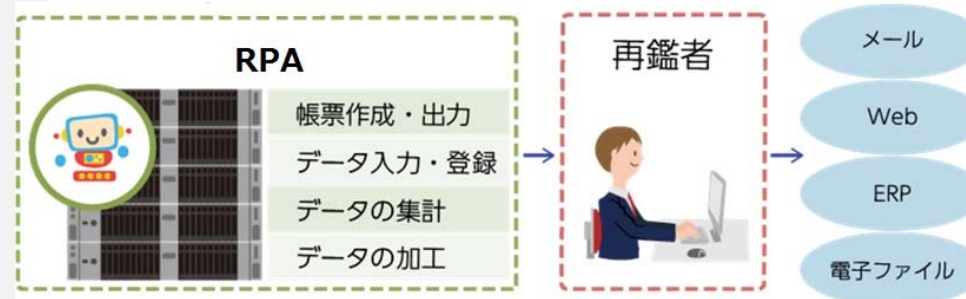 RPA
帳票作成・出力
データ入力・登録
データの集計
データの加工
再鑑者
メール
Web
ERP
電子ファイル